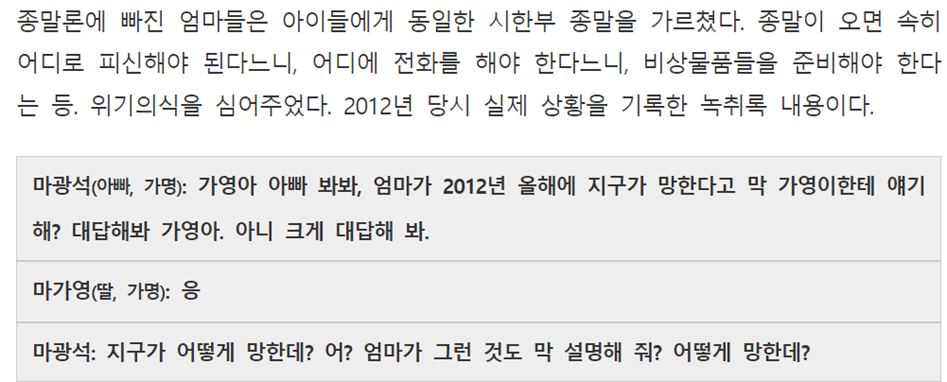 종말론에 빠진 엄마들은 아이들에게 동일한 시한부 종말을 가르쳤다. 종말이 오면 속히
어디로 피신해야 된다느니, 어디에 전화를 해야 한다느니, 비상물품들을 준비해야 한다
는 등. 위기의식을 심어주었다. 2012년 당시 실제 상황을 기록한 녹취록 내용이다.
마광석(아빠, 가명): 가영아 아빠 봐봐, 엄마가 2012년 올해에 지구가 망한다고 막 가영이한테 얘기
해? 대답해봐 가영아. 아니 크게 대답해 봐.
마가영(딸, 가명): 응
마광석: 지구가 어떻게 망한데? 어? 엄마가 그런 것도 막 설명해 줘? 어떻게 망한데?